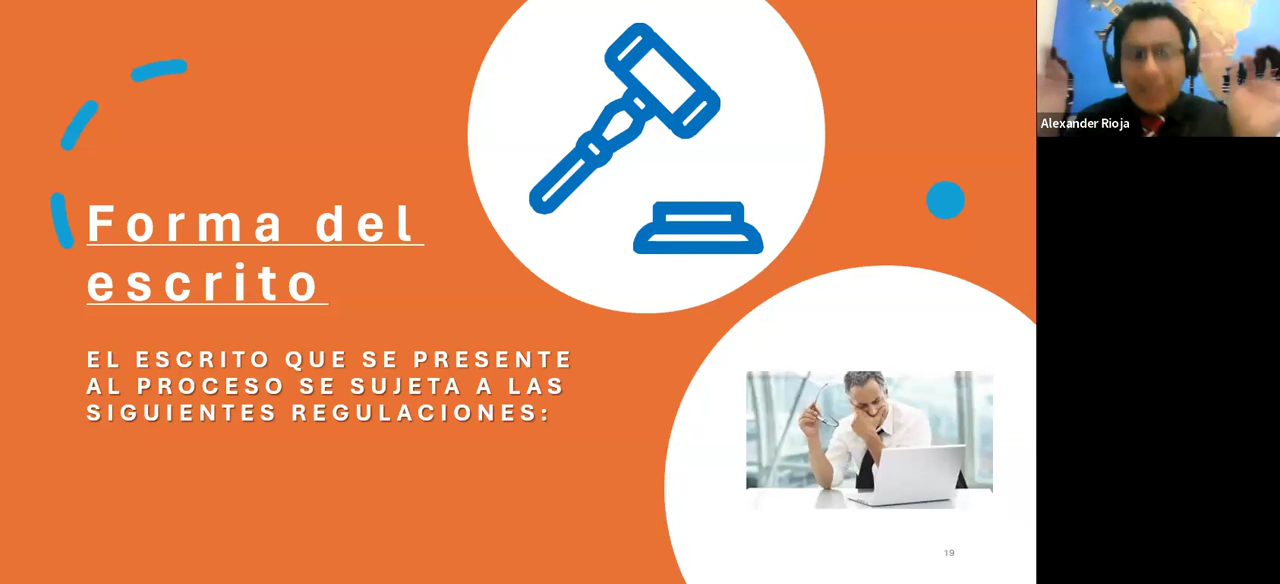 Forma del
escrito
EL ESCRITO QUE SE PRESENTE
AL PROCESO SE SUJETA A LAS
SIGUIENTES REGULACIONES:
19
Alexander Rioja